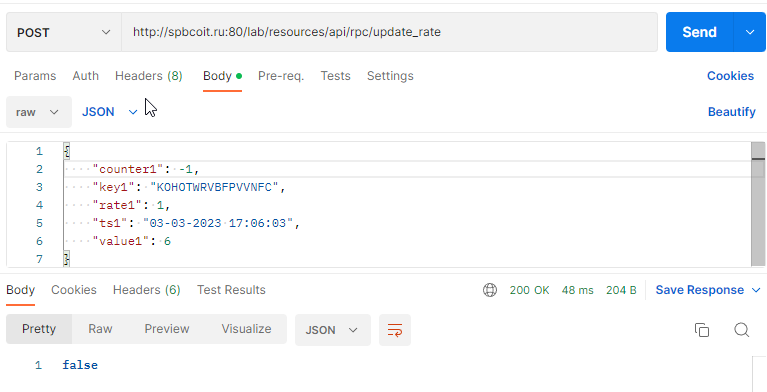 POST http://spbcoit.ru:80/lab/resources/api/rpc/update_rate Send
Params Auth Headers (8) Body Pre-req. Tests Settings Cookies
raw JSON Beautify
1 {
2 "counter1": -1,
3 "key1": "KOHOTWRVBFPVVNFC",
4 "rate1": 1,
5 "ts1": "03-03-2023 17:06:03",
6 "value1": 6
7 }
Body Cookies Headers (6) Test Results 200 OK 48 ms 204 B Save Response
Pretty Raw Preview Visualize JSON
1 false